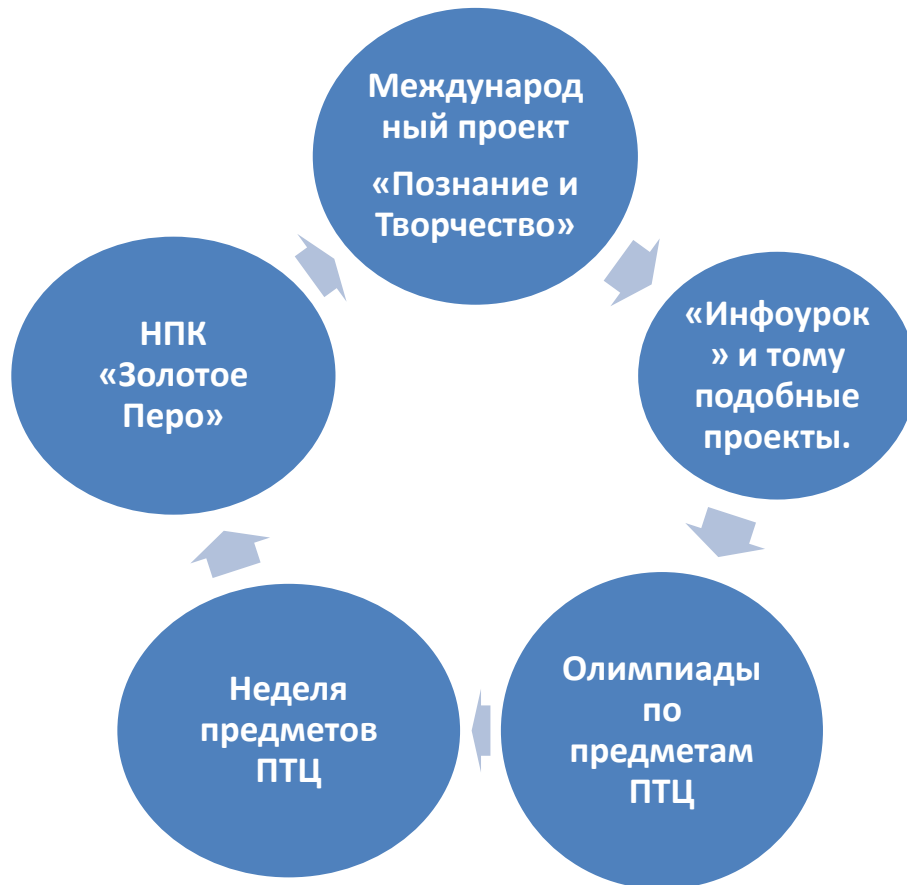 Международ
ный проект
«Познание и
Творчество»
«Инфоурок
» и тому
подобные
проекты.
Олимпиады
по
предметам
ПТЦ
Неделя
предметов
ПТЦ
НПК
«Золотое
Перо»